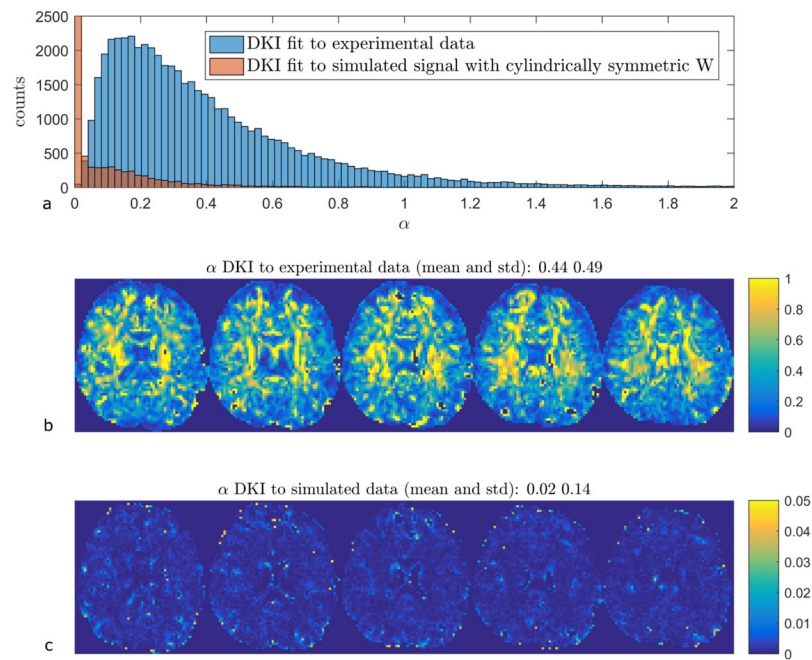 2500
2000
1500
1000
500
0
counts
DKI fit to experimental data
DKI fit to simulated signal with cylindrically symmetric W
0 0.2 0.4 0.6 0.8 1 1.2 1.4 1.6 1.8 2
α
a
α DKI to experimental data (mean and std): 0.44 0.49
1
0.8
0.6
0.4
0.2
0
b
α DKI to simulated data (mean and std): 0.02 0.14
0.05
0.04
0.03
0.02
0.01
0
c